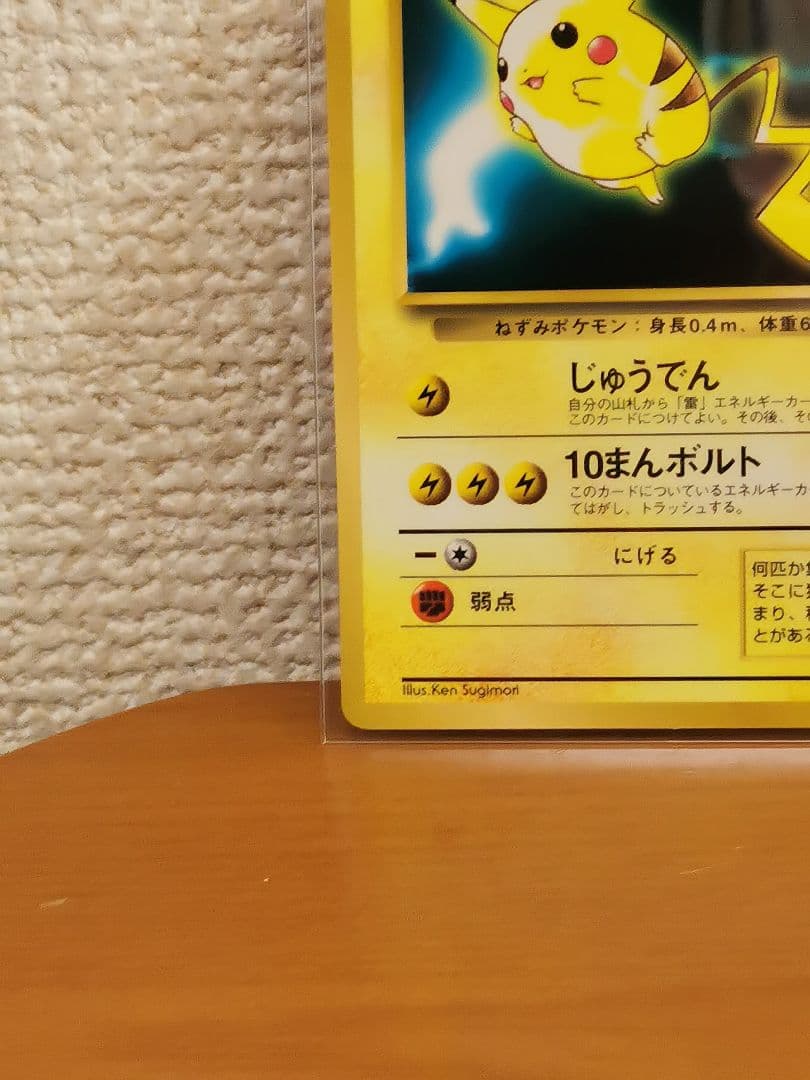 ねずみポケモン：身長0.4m、体重6
じゅうでん
自分の山札から「雷」エネルギーカー
このカードにつけてよい。その後、そ
10まんボルト
このカードについているエネルギーカ
てはがし、トラッシュする。
ー にげる
弱点
何匹か
そこに
まり、
とがある
Illus.Ken Sugimori